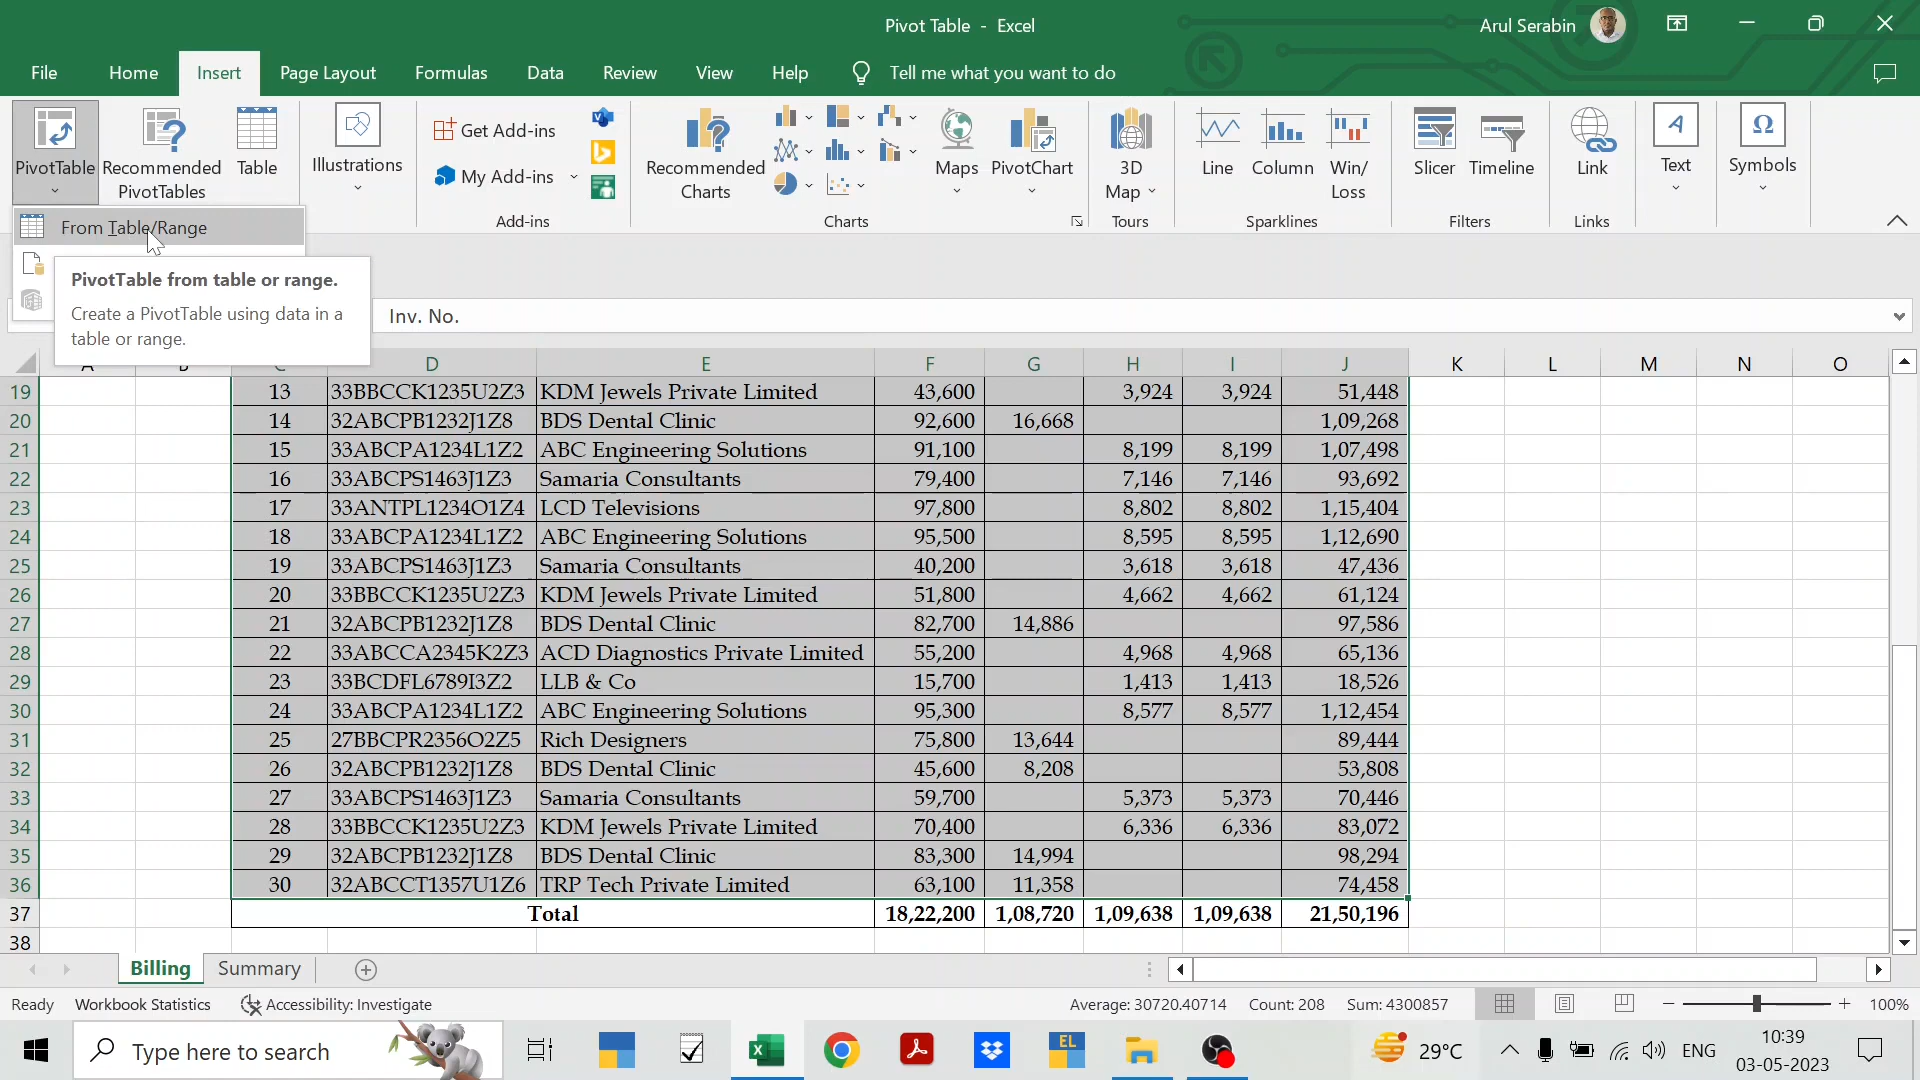 Pivot Table - Excel
Arul Serabin
File Home Insert Page Layout Formulas Data Review View Help Tell me what you want to do
PivotTable
Recommended PivotTables
Table
Illustrations
Get Add-ins
My Add-ins
Add-ins
Recommended Charts
Maps
PivotChart
Charts
3D Map
Tours
Line
Column
Win/ Loss
Sparklines
Slicer
Timeline
Filters
Link
Links
Text
Symbols
From Table/Range
PivotTable from table or range.
Create a PivotTable using data in a
table or range.
Inv. No.
D E F G H I J K L M N O
19 13 33BBCCK1235U2Z3 KDM Jewels Private Limited 43,600 3,924 3,924 51,448
20 14 32ABCPB1232J1Z8 BDS Dental Clinic 92,600 16,668 1,09,268
21 15 33ABCPA1234L1Z2 ABC Engineering Solutions 91,100 8,199 8,199 1,07,498
22 16 33ABCPS1463J1Z3 Samaria Consultants 79,400 7,146 7,146 93,692
23 17 33ANTPL1234O1Z4 LCD Televisions 97,800 8,802 8,802 1,15,404
24 18 33ABCPA1234L1Z2 ABC Engineering Solutions 95,500 8,595 8,595 1,12,690
25 19 33ABCPS1463J1Z3 Samaria Consultants 40,200 3,618 3,618 47,436
26 20 33BBCCK1235U2Z3 KDM Jewels Private Limited 51,800 4,662 4,662 61,124
27 21 32ABCPB1232J1Z8 BDS Dental Clinic 82,700 14,886 97,586
28 22 33ABCCA2345K2Z3 ACD Diagnostics Private Limited 55,200 4,968 4,968 65,136
29 23 33BCDFL6789I3Z2 LLB & Co 15,700 1,413 1,413 18,526
30 24 33ABCPA1234L1Z2 ABC Engineering Solutions 95,300 8,577 8,577 1,12,454
31 25 27BBCPR2356O2Z5 Rich Designers 75,800 13,644 89,444
32 26 32ABCPB1232J1Z8 BDS Dental Clinic 45,600 8,208 53,808
33 27 33ABCPS1463J1Z3 Samaria Consultants 59,700 5,373 5,373 70,446
34 28 33BBCCK1235U2Z3 KDM Jewels Private Limited 70,400 6,336 6,336 83,072
35 29 32ABCPB1232J1Z8 BDS Dental Clinic 83,300 14,994 98,294
36 30 32ABCCT1357U1Z6 TRP Tech Private Limited 63,100 11,358 74,458
37 Total 18,22,200 1,08,720 1,09,638 1,09,638 21,50,196
38
Billing Summary
Ready Workbook Statistics Accessibility: Investigate Average: 30720.40714 Count: 208 Sum: 4300857 100%
Type here to search
EL
29°C
ENG
10:39
03-05-2023